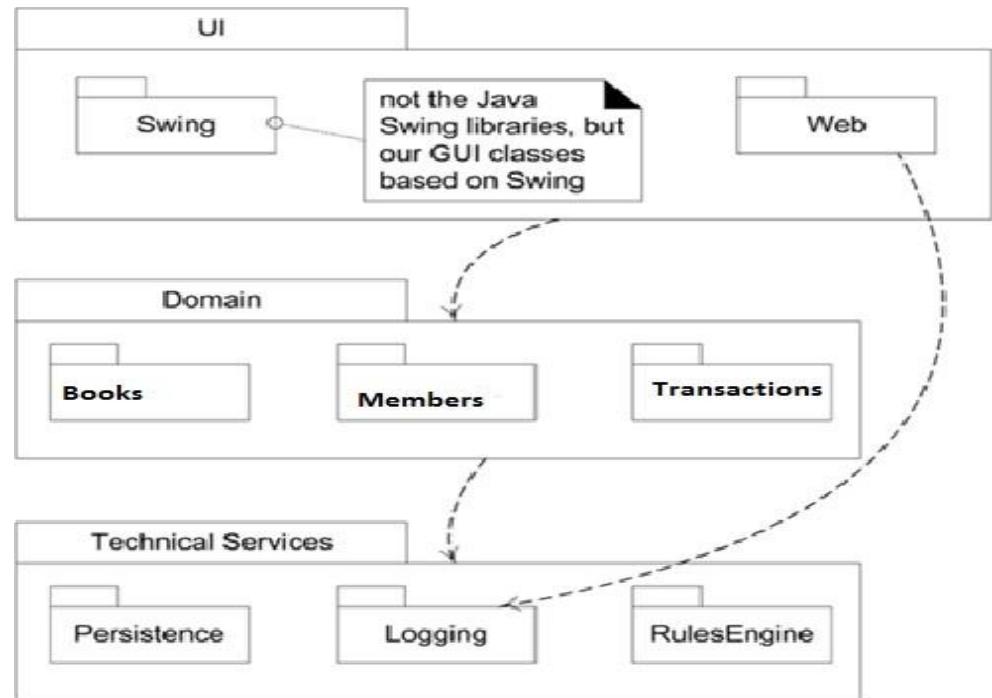 UI
Swing
not the Java
Swing libraries, but
our GUI classes
based on Swing
Web
Domain
Books
Members
Transactions
Technical Services
Persistence
Logging
RulesEngine